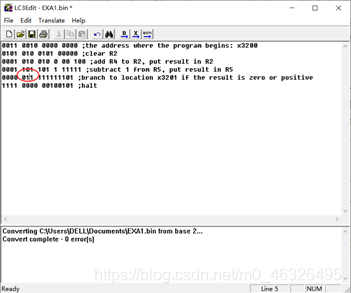 LC3Edit - EXA1.bin *
File Edit Translate Help
0011 0010 0000 0000 ;the address where the program begins: x3200
0101 010 0101 00000 ;clear R2
0001 010 010 0 00 100 ;add R4 to R2, put result in R2
0001 101 101 1 11111 ;subtract 1 from R5, put result in R5
0000 011 111111101 ;branch to location x3201 if the result is zero or positive
1111 0000 00100101 ;halt
Converting C:\Users\DELL\Documents\EXA1.bin from base 2...
Convert complete - 0 error(s)
https://blog.csdn.net/m0_46326495
Ready Line 5 NUM